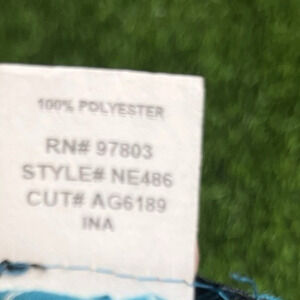 100% POLYESTER
RN# 97803
STYLE# NE486
CUT# AG6189
INA